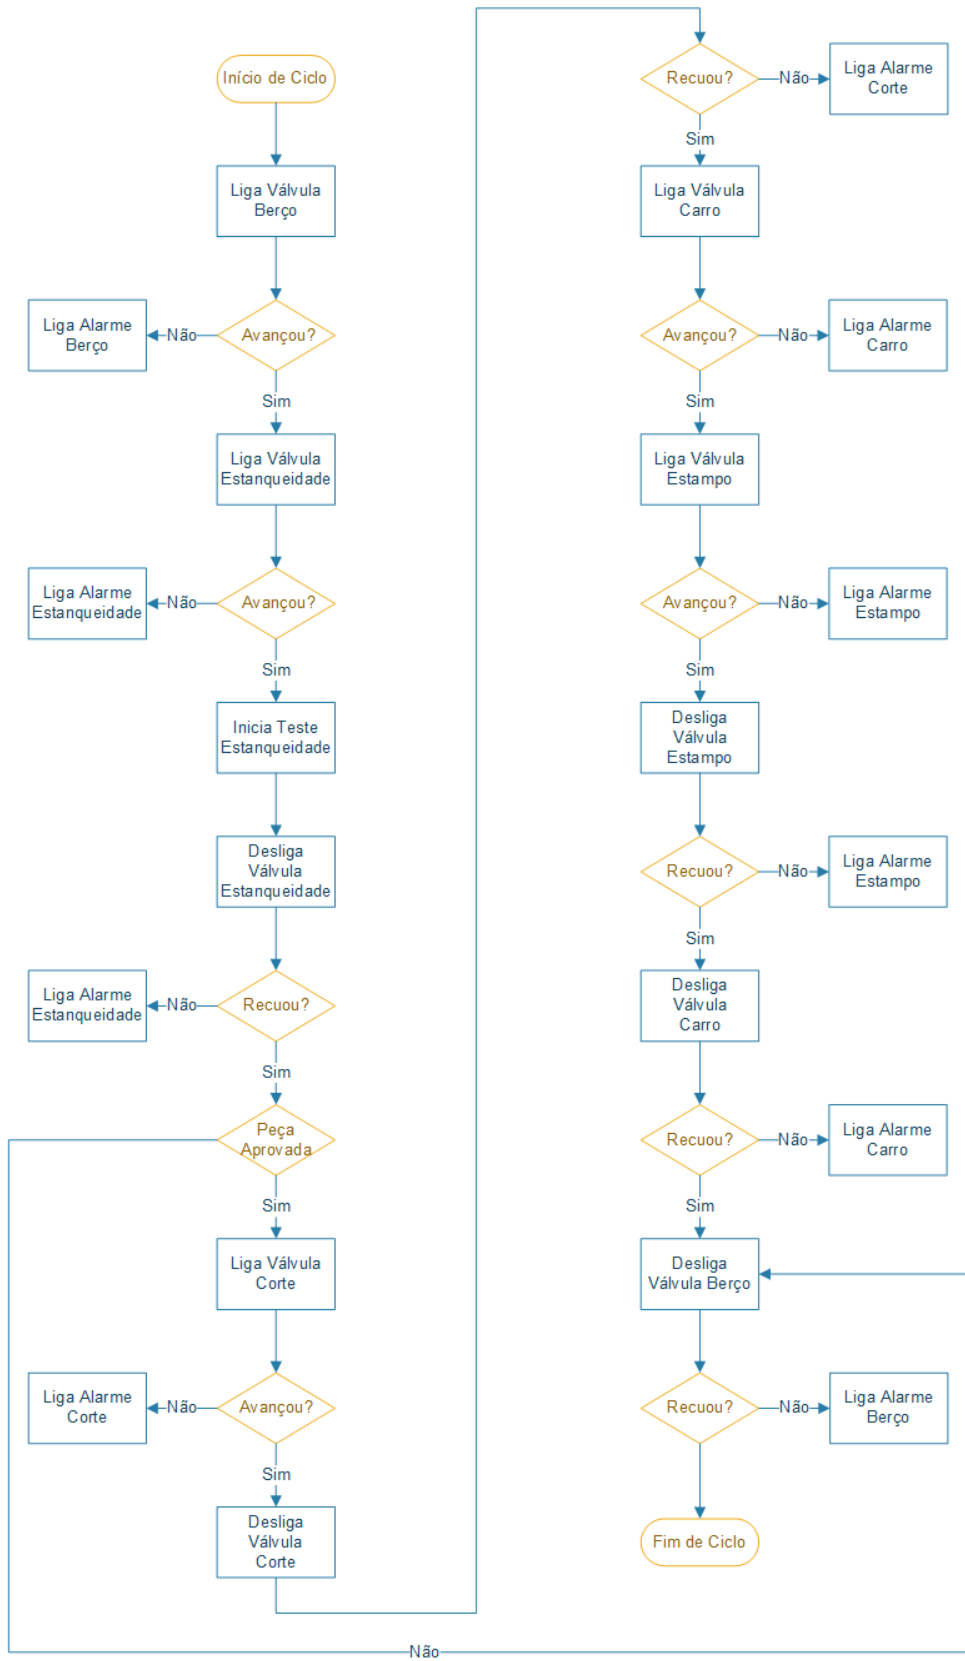 Início de Ciclo
Liga Válvula
Berço
Liga Alarme
Berço
Não
Avançou?
Sim
Liga Válvula
Estanqueidade
Liga Alarme
Estanqueidade
Não
Avançou?
Sim
Inicia Teste
Estanqueidade
Desliga
Válvula
Estanqueidade
Liga Alarme
Estanqueidade
Não
Recuou?
Sim
Peça
Aprovada
Sim
Liga Válvula
Corte
Liga Alarme
Corte
Não
Avançou?
Sim
Desliga
Válvula
Corte
Não
Recuou?
Não
Liga Alarme
Corte
Sim
Liga Válvula
Carro
Avançou?
Não
Liga Alarme
Carro
Sim
Liga Válvula
Estampo
Avançou?
Não
Liga Alarme
Estampo
Sim
Desliga
Válvula
Estampo
Recuou?
Não
Liga Alarme
Estampo
Sim
Desliga
Válvula
Carro
Recuou?
Não
Liga Alarme
Carro
Sim
Desliga
Válvula Berço
Recuou?
Não
Liga Alarme
Berço
Fim de Ciclo